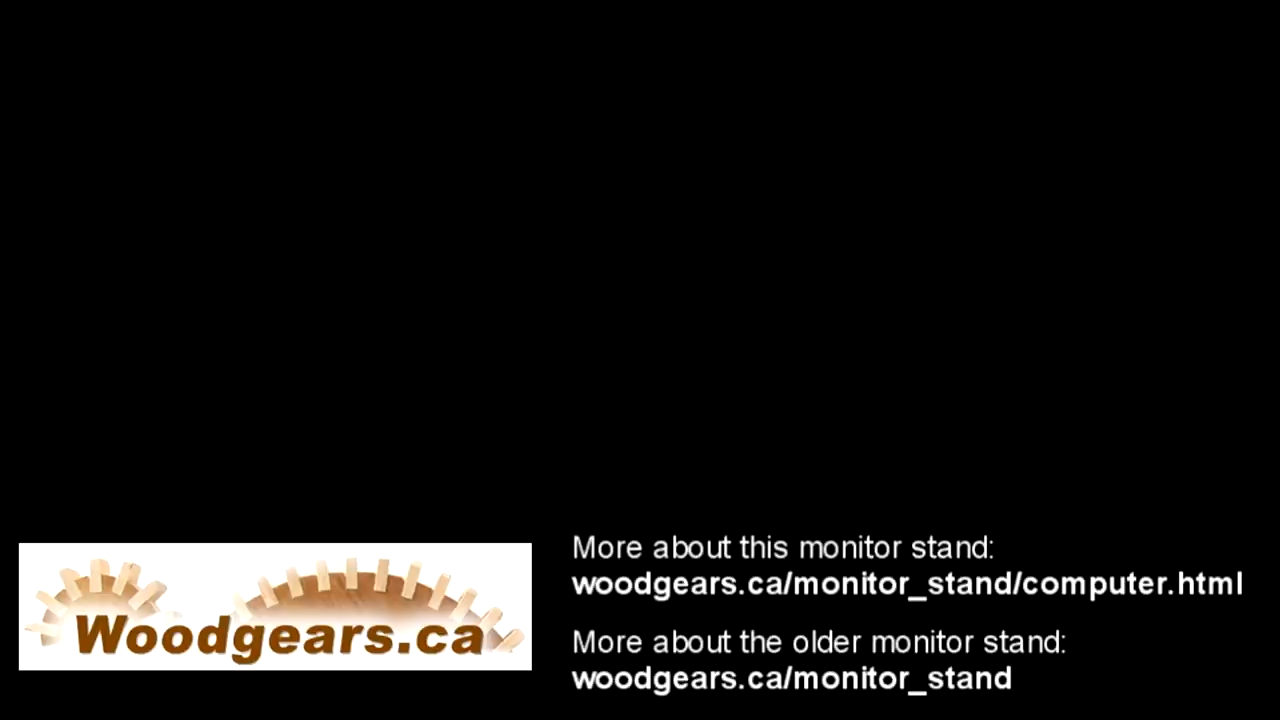 More about this monitor stand:
woodgears.ca/monitor_stand/computer.html
Woodgears.ca
More about the older monitor stand:
woodgears.ca/monitor_stand